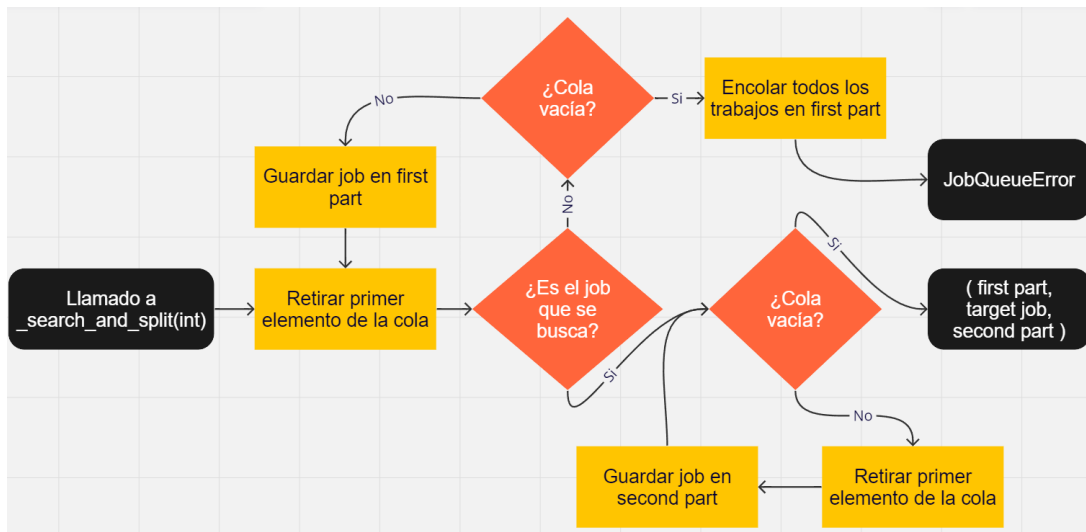 ¿Cola
vacía?
Si
Encolar todos los
trabajos en first part
No
Guardar job en first
part
JobQueueError
No
Llamado a
_search_and_split(int)
Retirar primer
elemento de la cola
¿Es el job
que se
busca?
Si
¿Cola
vacía?
Si
( first part,
target job,
second part )
No
Guardar job en
second part
Retirar primer
elemento de la cola